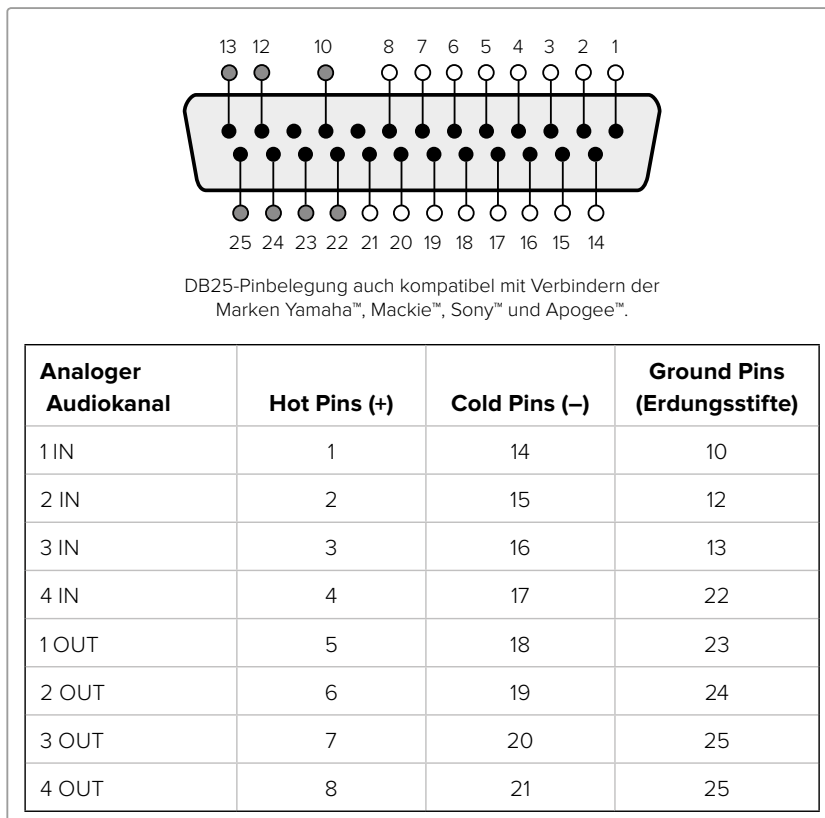 13 12 10 8 7 6 5 4 3 2 1
25 24 23 22 21 20 19 18 17 16 15 14
DB25-Pinbelegung auch kompatibel mit Verbindern der
Marken Yamaha™, Mackie™, Sony™ und Apogee™.
Analoger
Audiokanal Hot Pins (+) Cold Pins (–) Ground Pins
(Erdungsstifte)
1 IN 1 14 10
2 IN 2 15 12
3 IN 3 16 13
4 IN 4 17 22
1 OUT 5 18 23
2 OUT 6 19 24
3 OUT 7 20 25
4 OUT 8 21 25